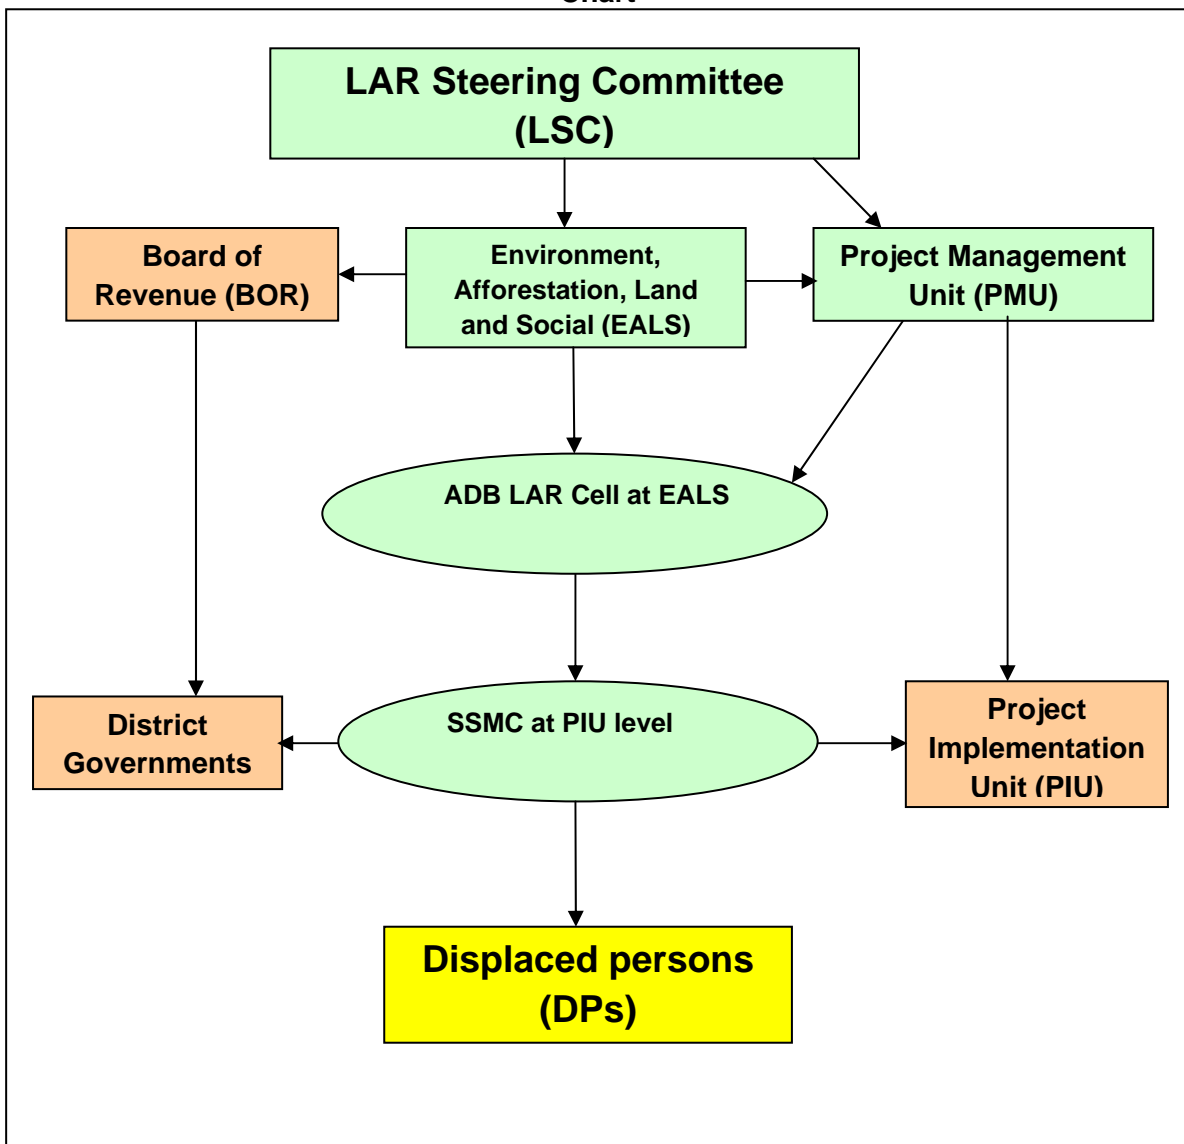 Chart
LAR Steering Committee
(LSC)
Board of
Revenue (BOR)
Environment,
Afforestation, Land
and Social (EALS)
Project Management
Unit (PMU)
ADB LAR Cell at EALS
District
Governments
SSMC at PIU level
Project
Implementation
Unit (PIU)
Displaced persons
(DPs)